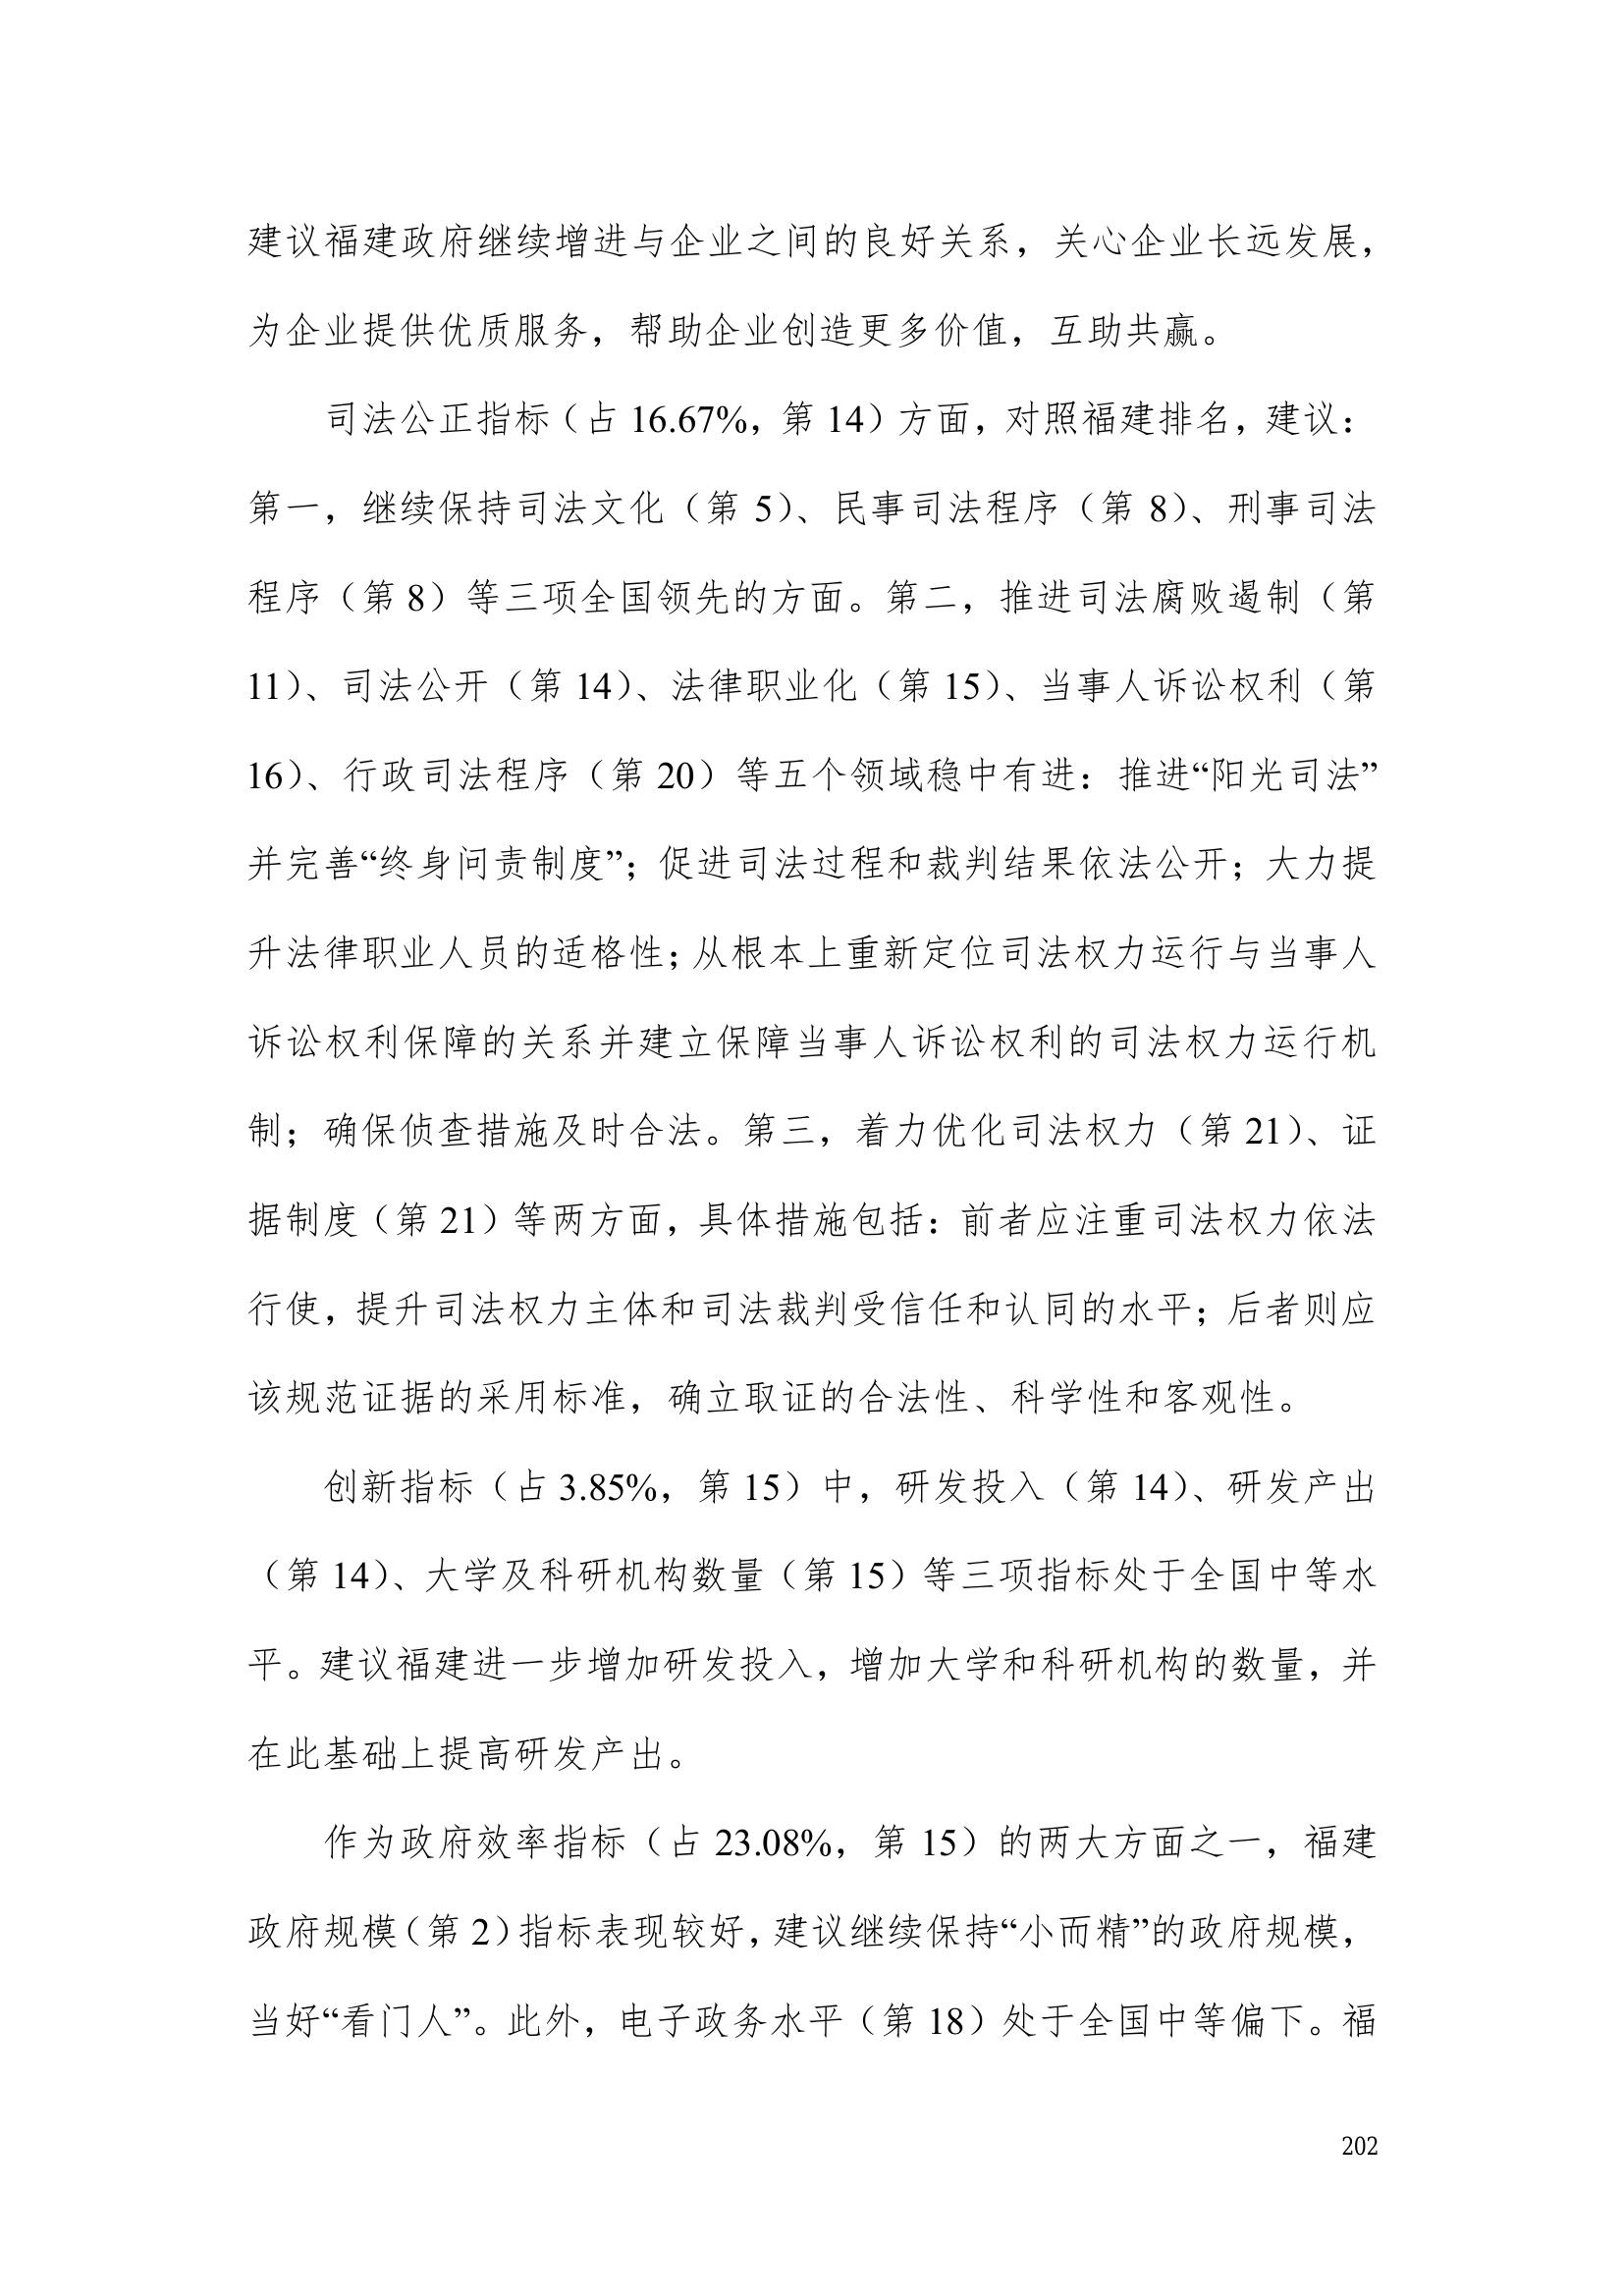 建议福建政府继续增进与企业之间的良好关系，关心企业长远发展，
为企业提供优质服务，帮助企业创造更多价值，互助共赢。
司法公正指标（占 16.67%，第 14）方面，对照福建排名，建议：
第一，继续保持司法文化（第 5）、民事司法程序（第 8）、刑事司法
程序（第 8）等三项全国领先的方面。第二，推进司法腐败遏制（第
11）、司法公开（第 14）、法律职业化（第 15）、当事人诉讼权利（第
16）、行政司法程序（第 20）等五个领域稳中有进：推进“阳光司法”
并完善“终身问责制度”；促进司法过程和裁判结果依法公开；大力提
升法律职业人员的适格性；从根本上重新定位司法权力运行与当事人
诉讼权利保障的关系并建立保障当事人诉讼权利的司法权力运行机
制；确保侦查措施及时合法。第三，着力优化司法权力（第 21）、证
据制度（第 21）等两方面，具体措施包括：前者应注重司法权力依法
行使，提升司法权力主体和司法裁判受信任和认同的水平；后者则应
该规范证据的采用标准，确立取证的合法性、科学性和客观性。
创新指标（占 3.85%，第 15）中，研发投入（第 14）、研发产出
（第 14）、大学及科研机构数量（第 15）等三项指标处于全国中等水
平。建议福建进一步增加研发投入，增加大学和科研机构的数量，并
在此基础上提高研发产出。
作为政府效率指标（占 23.08%，第 15）的两大方面之一，福建
政府规模（第 2）指标表现较好，建议继续保持“小而精”的政府规模，
当好“看门人”。此外，电子政务水平（第 18）处于全国中等偏下。福
202